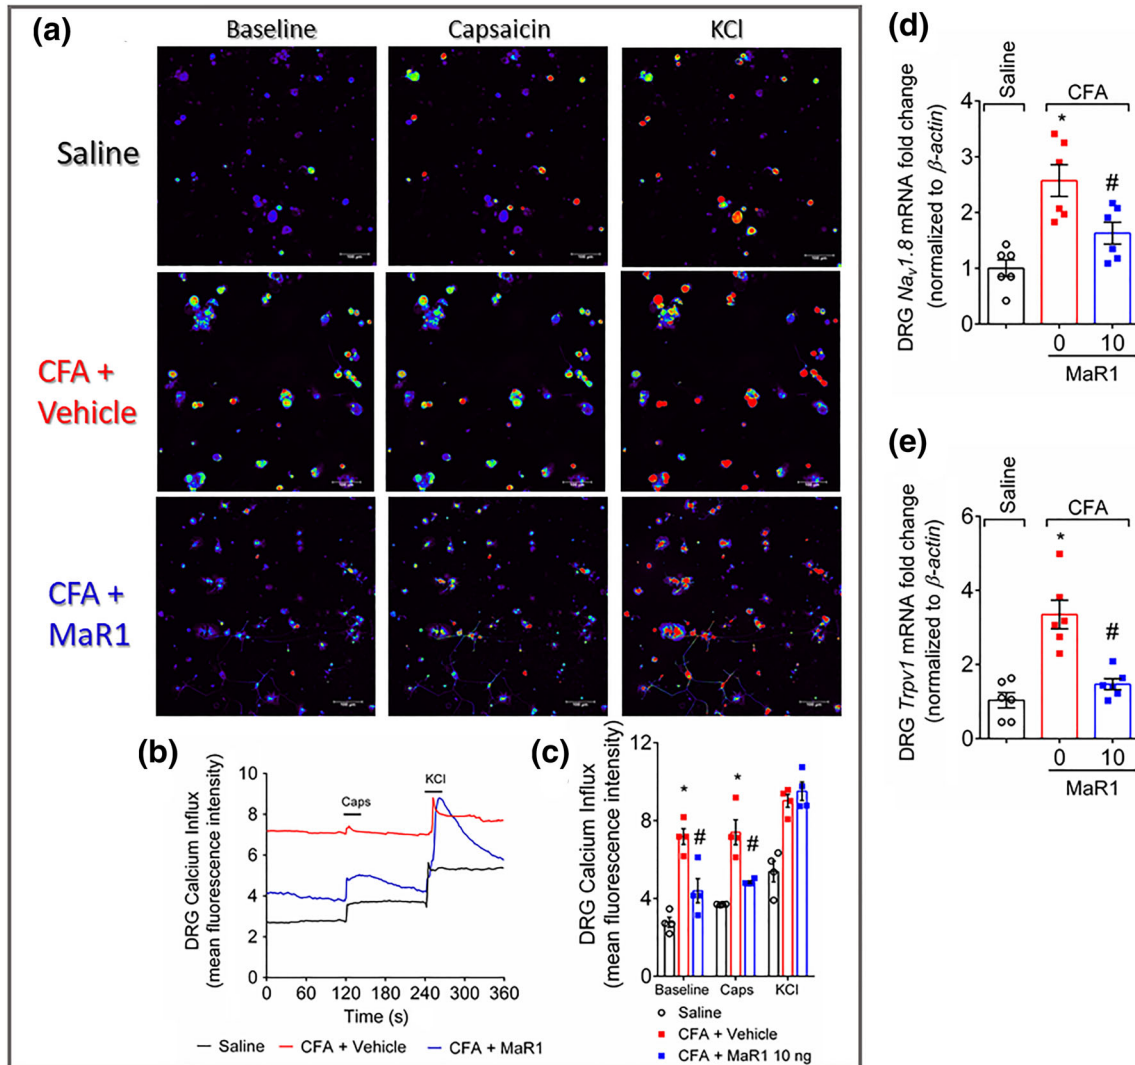 (a)
Baseline
Capsaicin
KCl
Saline
CFA +
Vehicle
CFA +
MaR1
(b)
DRG Calcium Influx
(mean fluorescence intensity)
10
8
6
4
2
0
Caps
KCl
0
60
120
180
240
300
360
Time (s)
Saline
CFA + Vehicle
CFA + MaR1
(c)
DRG Calcium Influx
(mean fluorescence intensity)
12
8
4
0
*
#
*
#
Baseline
Caps
KCl
Saline
CFA + Vehicle
CFA + MaR1 10 ng
(d)
DRG Nav1.8 mRNA fold change
(normalized to β-actin)
Saline
CFA
4
3
2
1
0
*
#
0
10
MaR1
(e)
DRG Trpv1 mRNA fold change
(normalized to β-actin)
Saline
CFA
6
4
2
0
*
#
0
10
MaR1